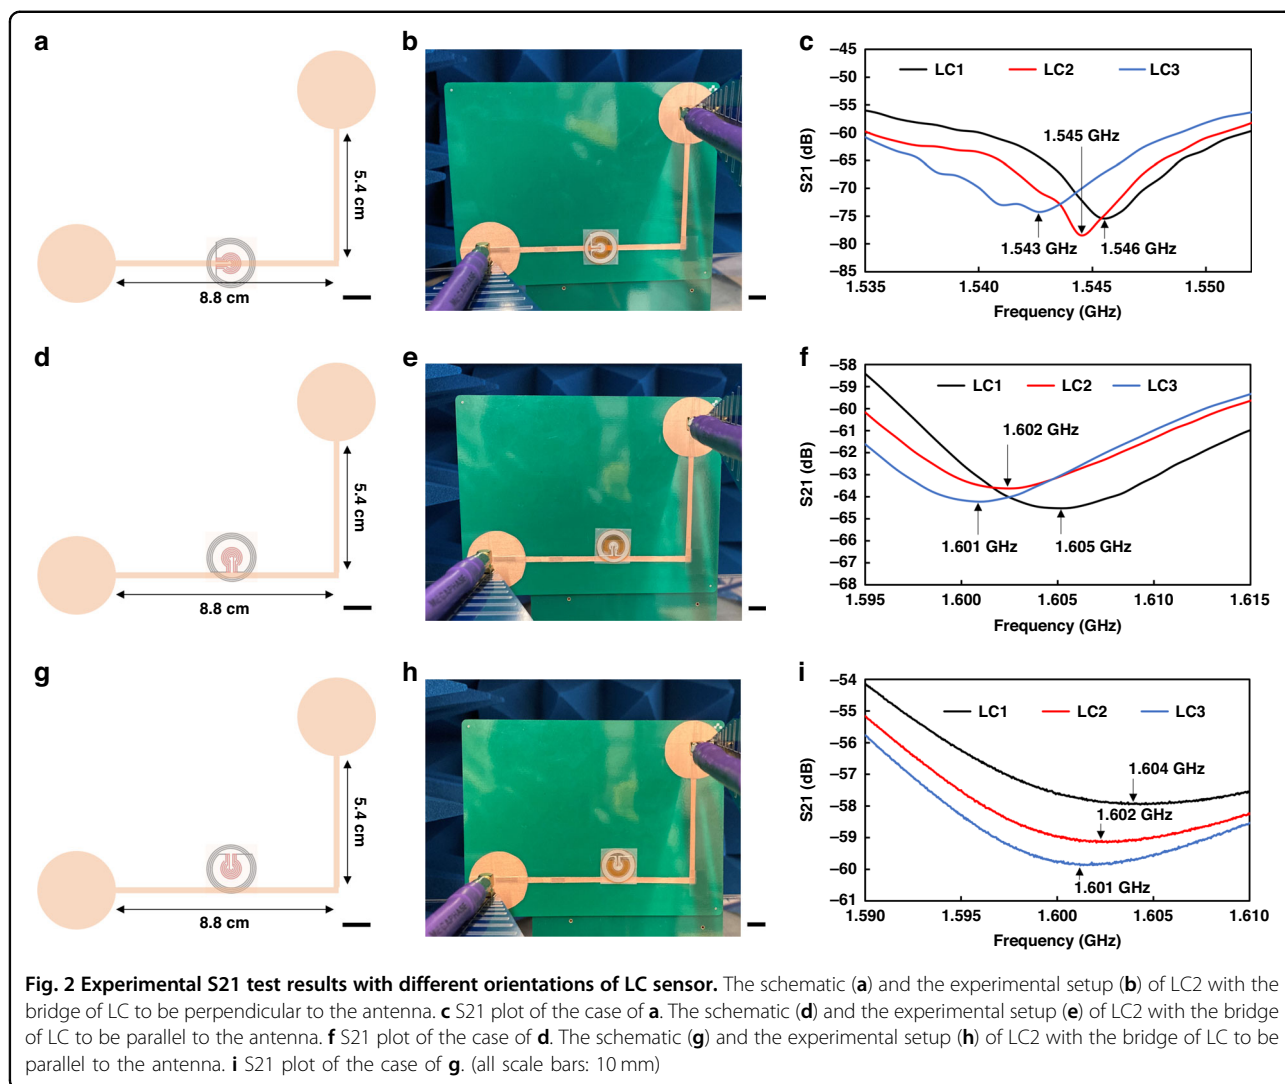 a
5.4 cm
8.8 cm
b
c
−45
−50
−55
−60
−65
−70
−75
−80
−85
S21 (dB)
LC1 LC2 LC3
1.545 GHz
1.543 GHz
1.546 GHz
1.535 1.540 1.545 1.550
Frequency (GHz)
d
5.4 cm
8.8 cm
e
f
−58
−59
−60
−61
−62
−63
−64
−65
−66
−67
−68
S21 (dB)
LC1 LC2 LC3
1.602 GHz
1.601 GHz
1.605 GHz
1.595 1.600 1.605 1.610 1.615
Frequency (GHz)
g
5.4 cm
8.8 cm
h
i
−54
−55
−56
−57
−58
−59
−60
−61
S21 (dB)
LC1 LC2 LC3
1.604 GHz
1.602 GHz
1.601 GHz
1.590 1.595 1.600 1.605 1.610
Frequency (GHz)
Fig. 2 Experimental S21 test results with different orientations of LC sensor. The schematic (a) and the experimental setup (b) of LC2 with the
bridge of LC to be perpendicular to the antenna. c S21 plot of the case of a. The schematic (d) and the experimental setup (e) of LC2 with the bridge
of LC to be parallel to the antenna. f S21 plot of the case of d. The schematic (g) and the experimental setup (h) of LC2 with the bridge of LC to be
parallel to the antenna. i S21 plot of the case of g. (all scale bars: 10 mm)